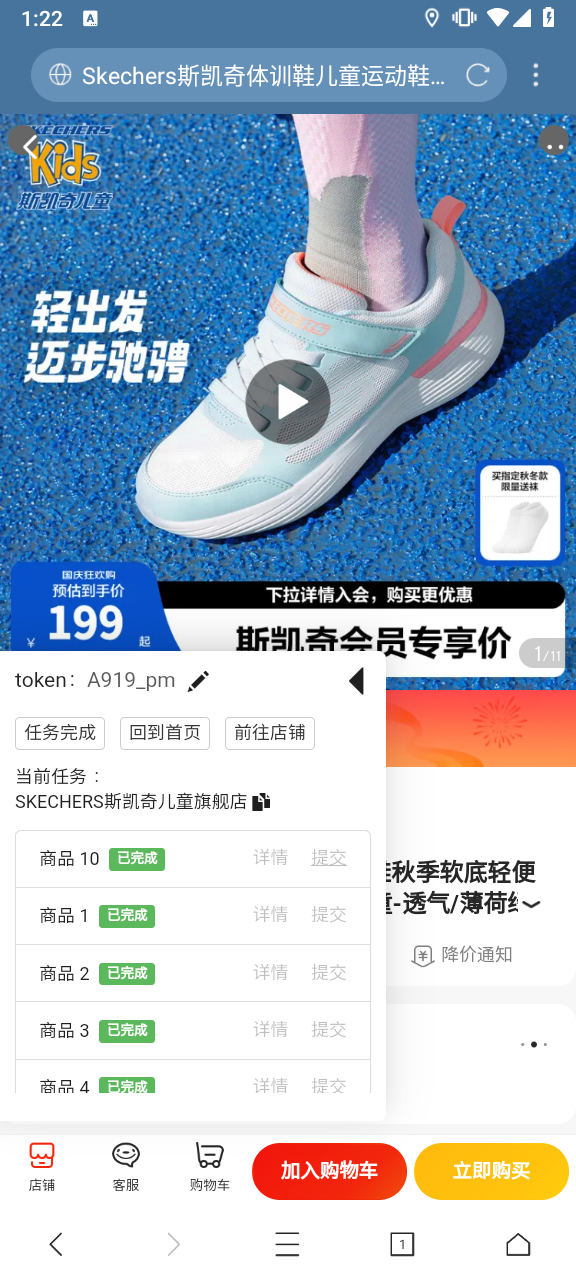 1:22
A
Skechers斯凯奇体训鞋儿童运动鞋...
SKECHERS
Kids
斯凯奇儿童
轻出发
迈步驰骋
SKECHERS
买指定秋冬款
限量送袜
国庆狂欢购
预估到手价
¥ 199 起
下拉详情入会，购买更优惠
斯凯奇会员专享价
1/11
token： A919_pm
任务完成 回到首页 前往店铺
当前任务：
SKECHERS斯凯奇儿童旗舰店
商品 10 已完成 详情 提交
商品 1 已完成 详情 提交
商品 2 已完成 详情 提交
商品 3 已完成 详情 提交
商品 4 已完成 详情 提交
秋季软底轻便
-透气/薄荷
降价通知
店铺 客服 购物车 加入购物车 立即购买
1